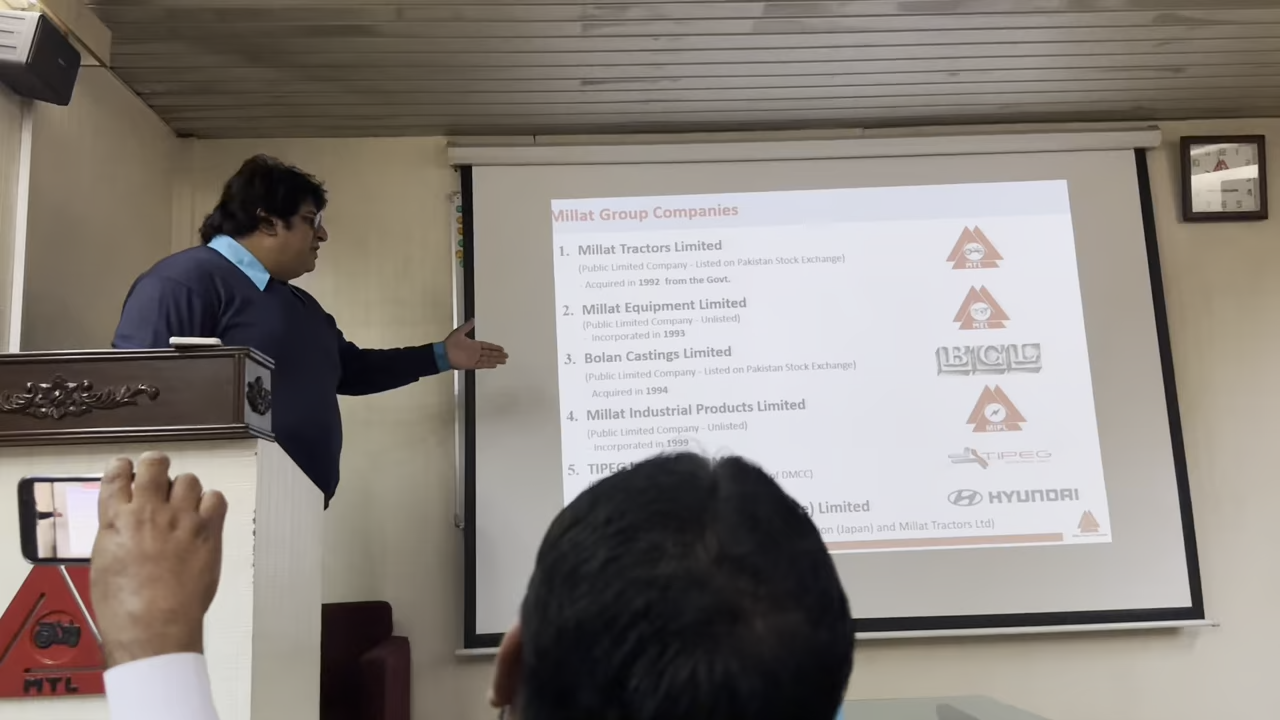 Millat Group Companies
1. Millat Tractors Limited
(Public Limited Company - Listed on Pakistan Stock Exchange)
- Acquired in 1992 from the Govt.
MTL
2. Millat Equipment Limited
(Public Limited Company - Unlisted)
- Incorporated in 1993
MEL
3. Bolan Castings Limited
(Public Limited Company - Listed on Pakistan Stock Exchange)
Acquired in 1994
BCL
4. Millat Industrial Products Limited
(Public Limited Company - Unlisted)
- Incorporated in 1999
MIPL
5. TIPEG
of DMCC)
TIPEG
Limited
HYUNDAI
(Japan) and Millat Tractors Ltd)
MTL